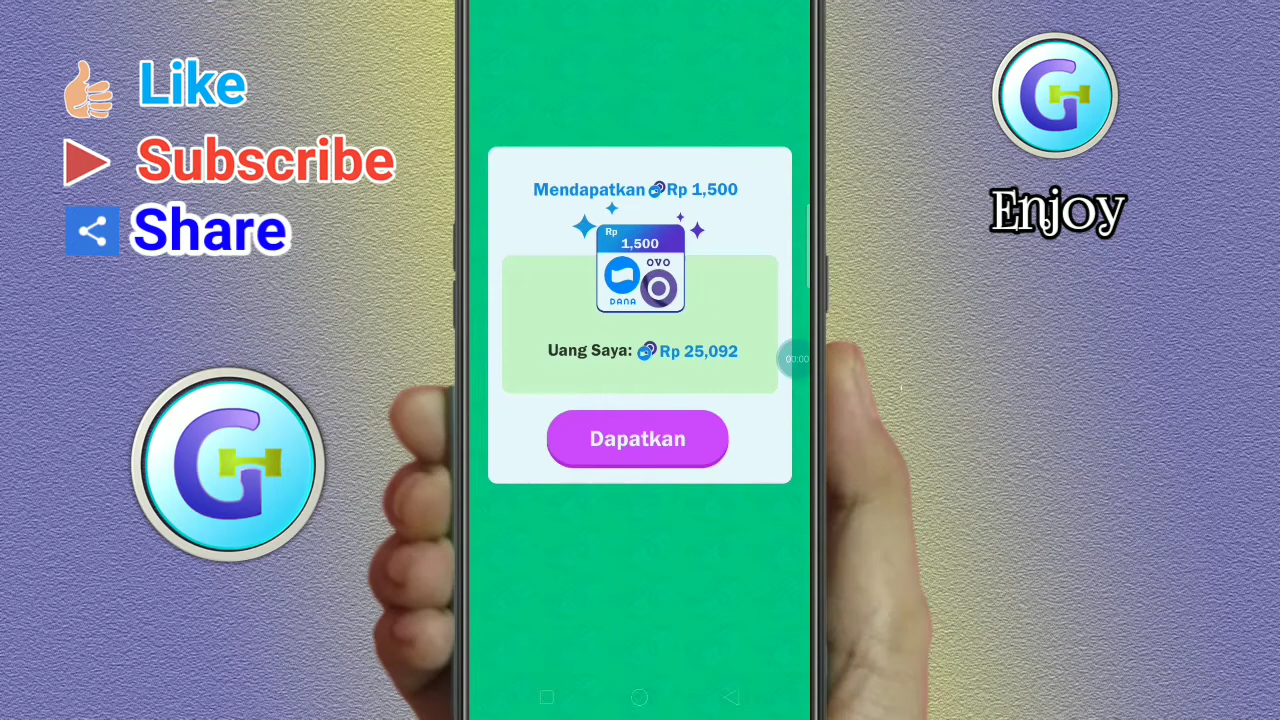 Like
Subscribe
Share
Enjoy
Mendapatkan Rp 1,500
Rp
1,500
OVO
DANA
Uang Saya: Rp 25,092
00:00
Dapatkan